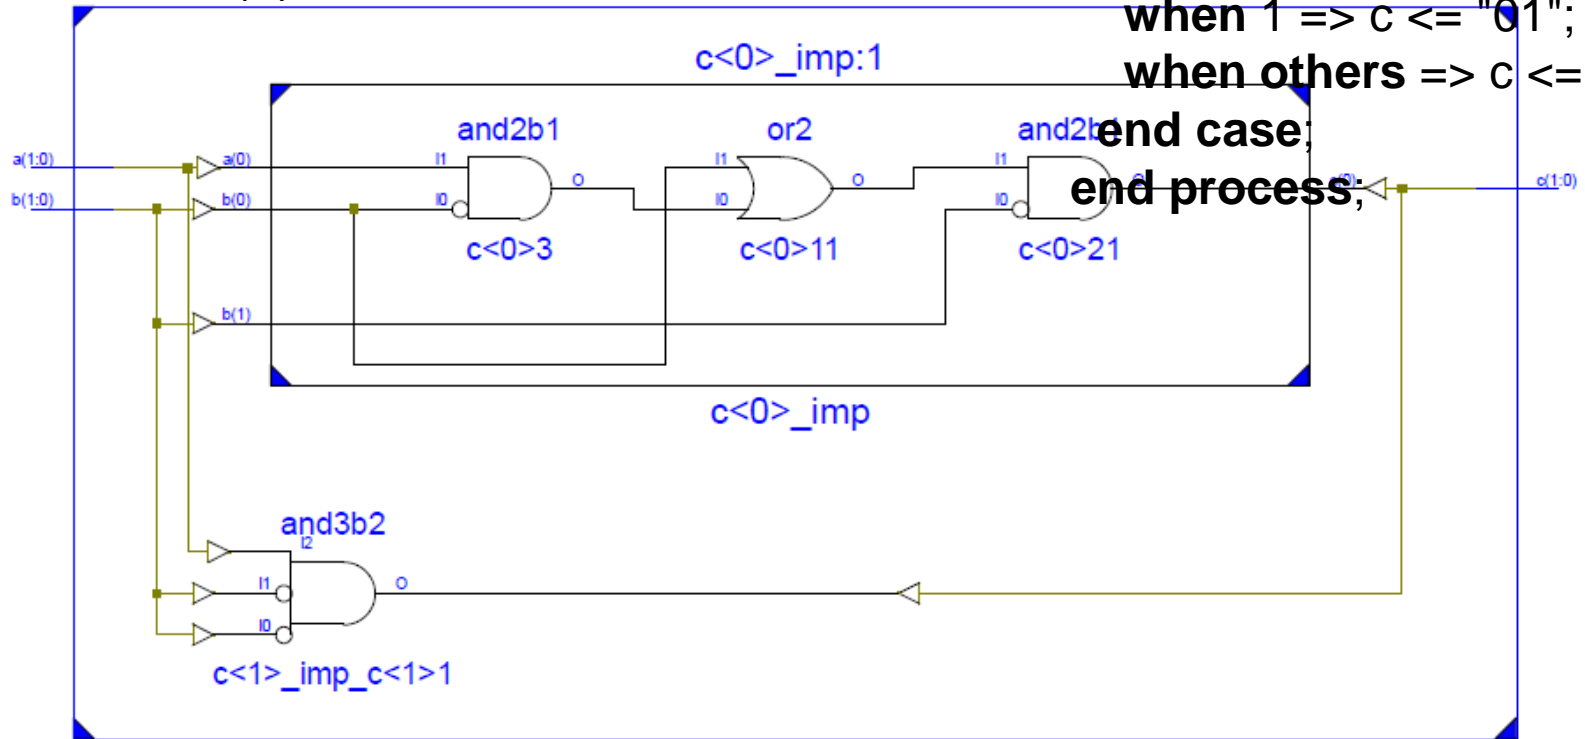 when 1 => c <= "01";
c<0>_imp:1
when others => c <=
and2b1
or2
and2b1
end case;
a(1:0)
a(0)
I1
O
I1
O
I1
O
end process;
c(0)
c(1:0)
b(1:0)
b(0)
I0
I0
I0
c<0>3
c<0>11
c<0>21
b(1)
c<0>_imp
and3b2
I2
I1
O
I0
c<1>_imp_c<1>1